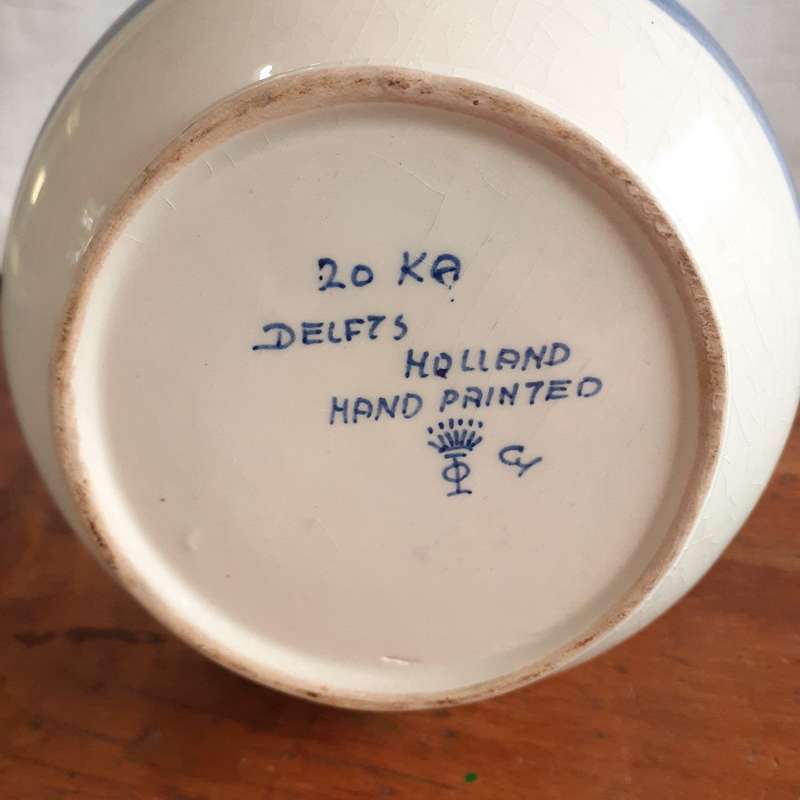 20 KA
DELFTS
HOLLAND
HAND PAINTED